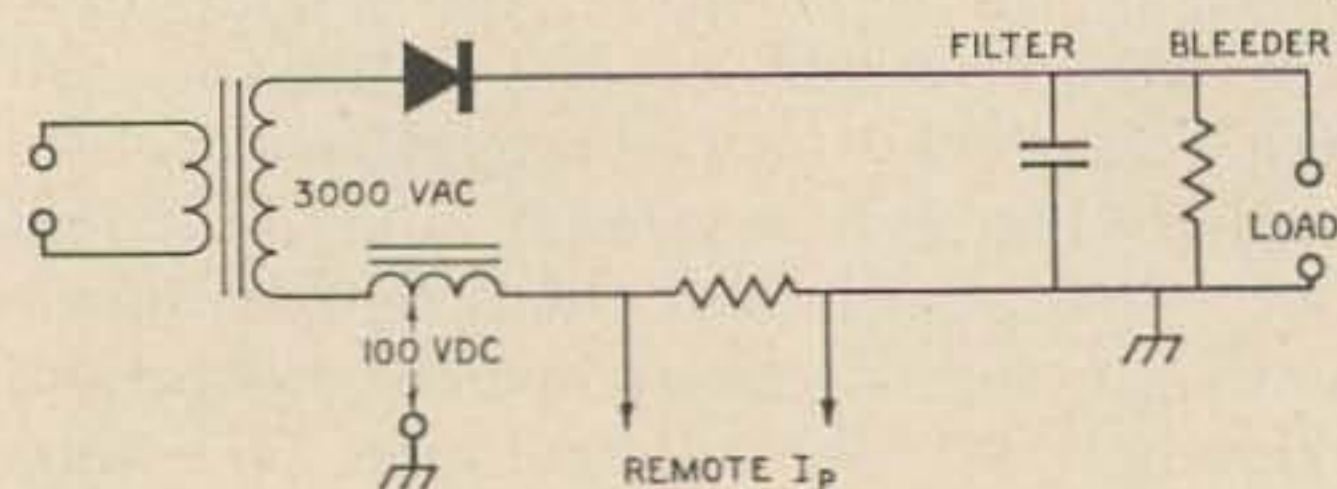 FILTER
BLEEDER
3000 VAC
LOAD
100 VDC
REMOTE Ip